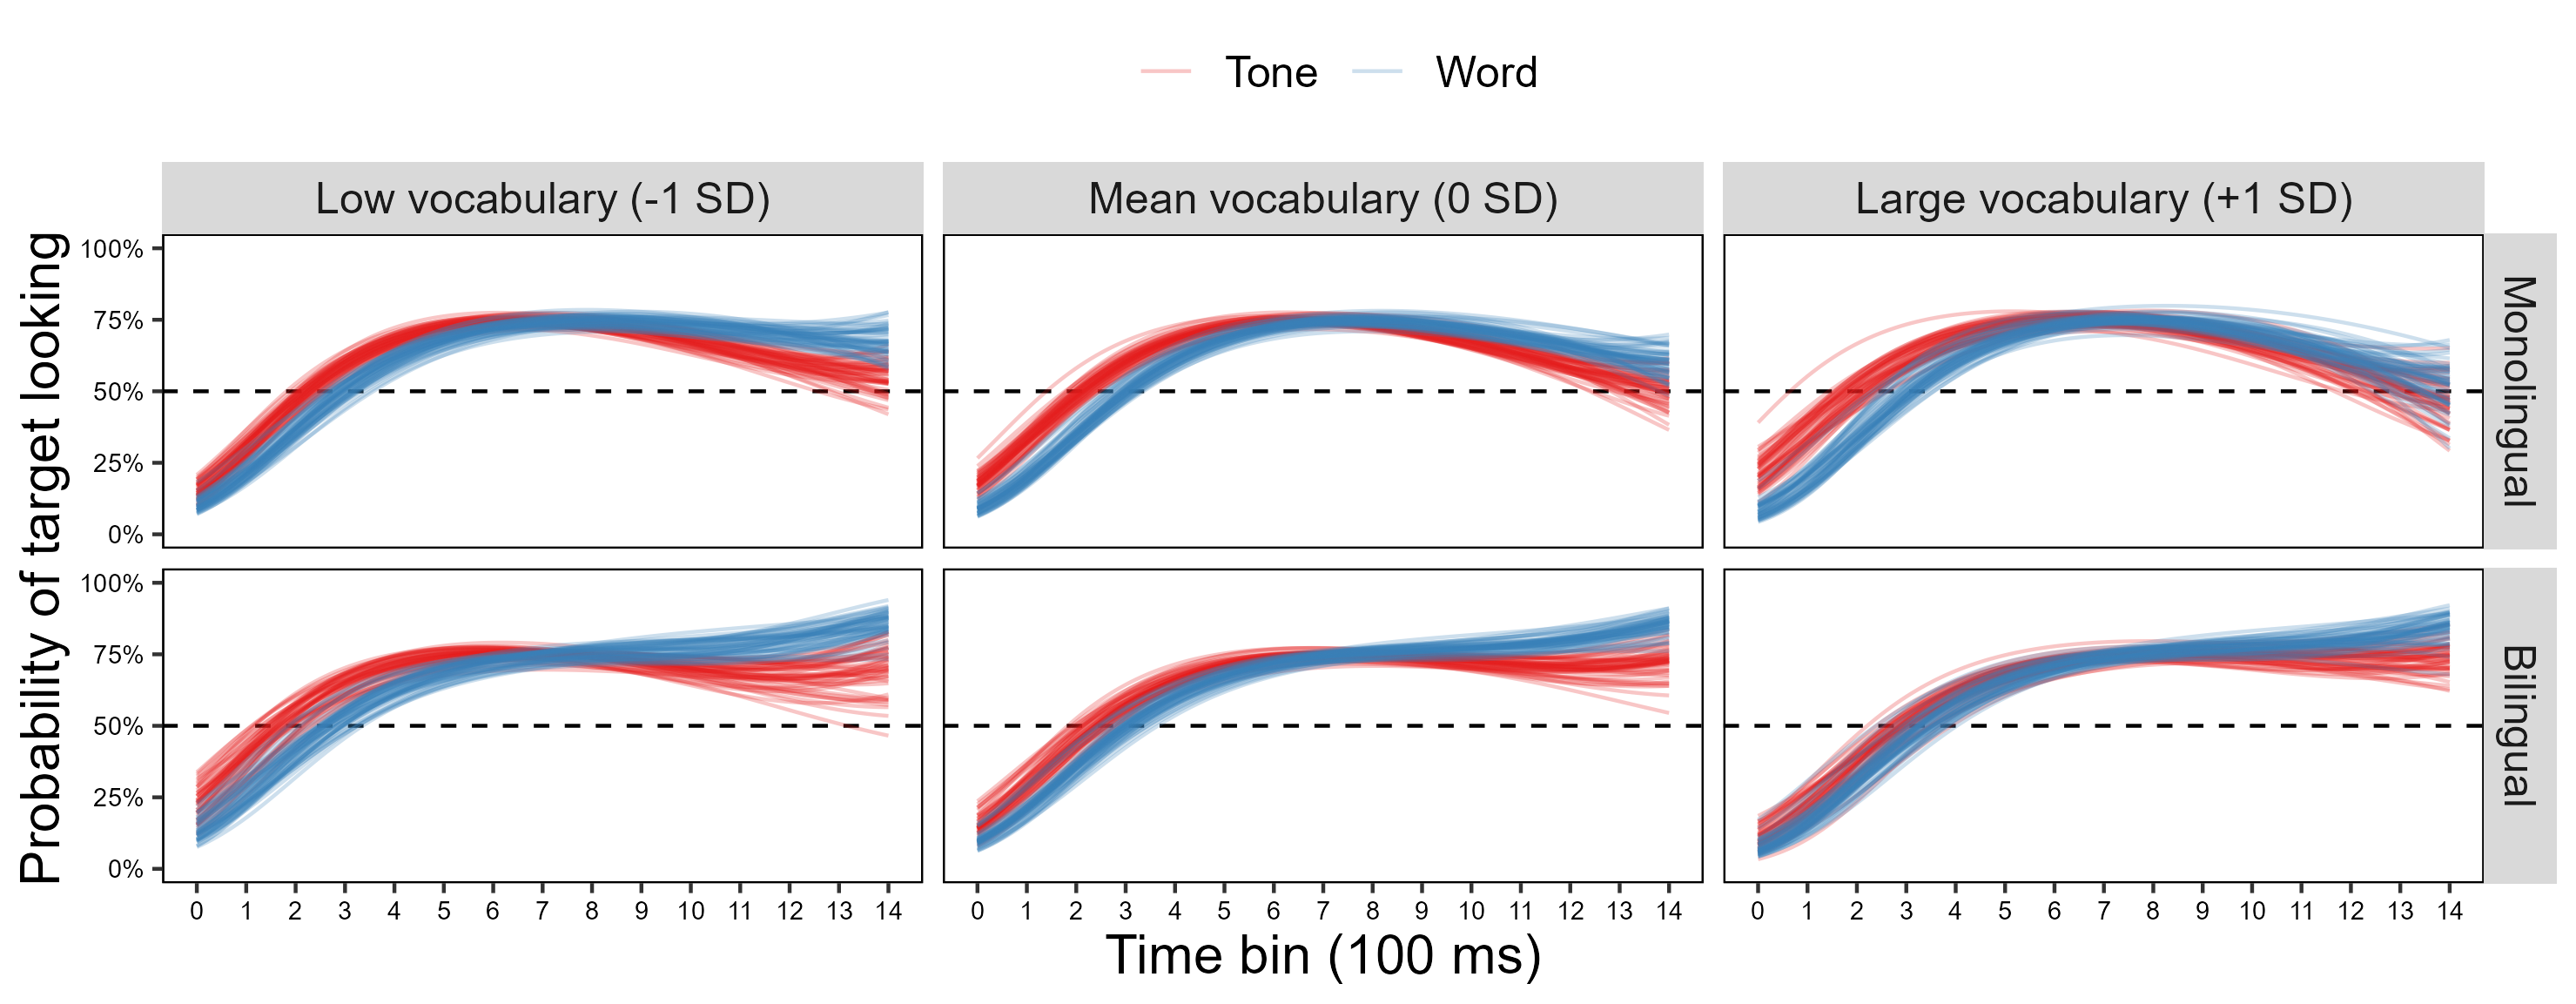 Tone Word
Low vocabulary (-1 SD) Mean vocabulary (0 SD) Large vocabulary (+1 SD)
Probability of target looking
100%
75%
50%
25%
0%
Monolingual
100%
75%
50%
25%
0%
Bilingual
0 1 2 3 4 5 6 7 8 9 10 11 12 13 14 0 1 2 3 4 5 6 7 8 9 10 11 12 13 14 0 1 2 3 4 5 6 7 8 9 10 11 12 13 14
Time bin (100 ms)